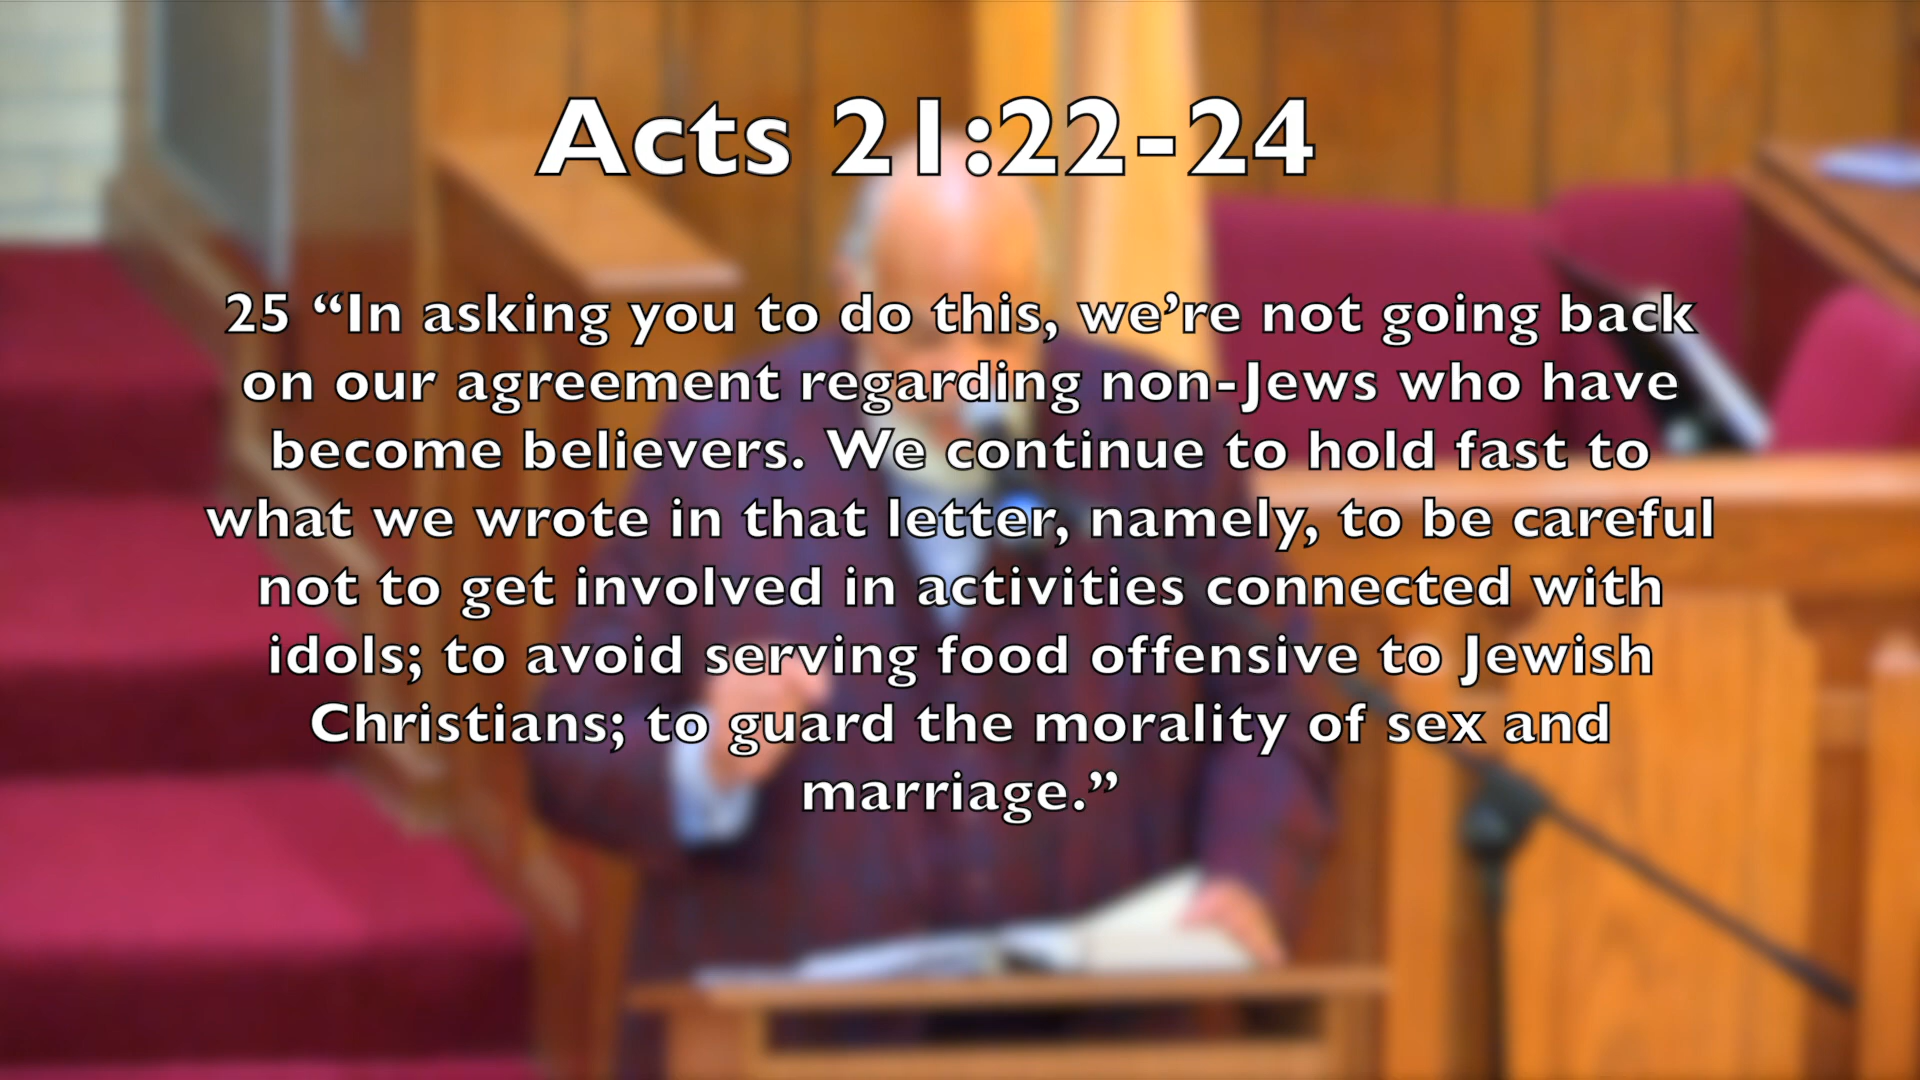 Acts 21:22-24
25 “In asking you to do this, we’re not going back
on our agreement regarding non-Jews who have
become believers. We continue to hold fast to
what we wrote in that letter, namely, to be careful
not to get involved in activities connected with
idols; to avoid serving food offensive to Jewish
Christians; to guard the morality of sex and
marriage.”